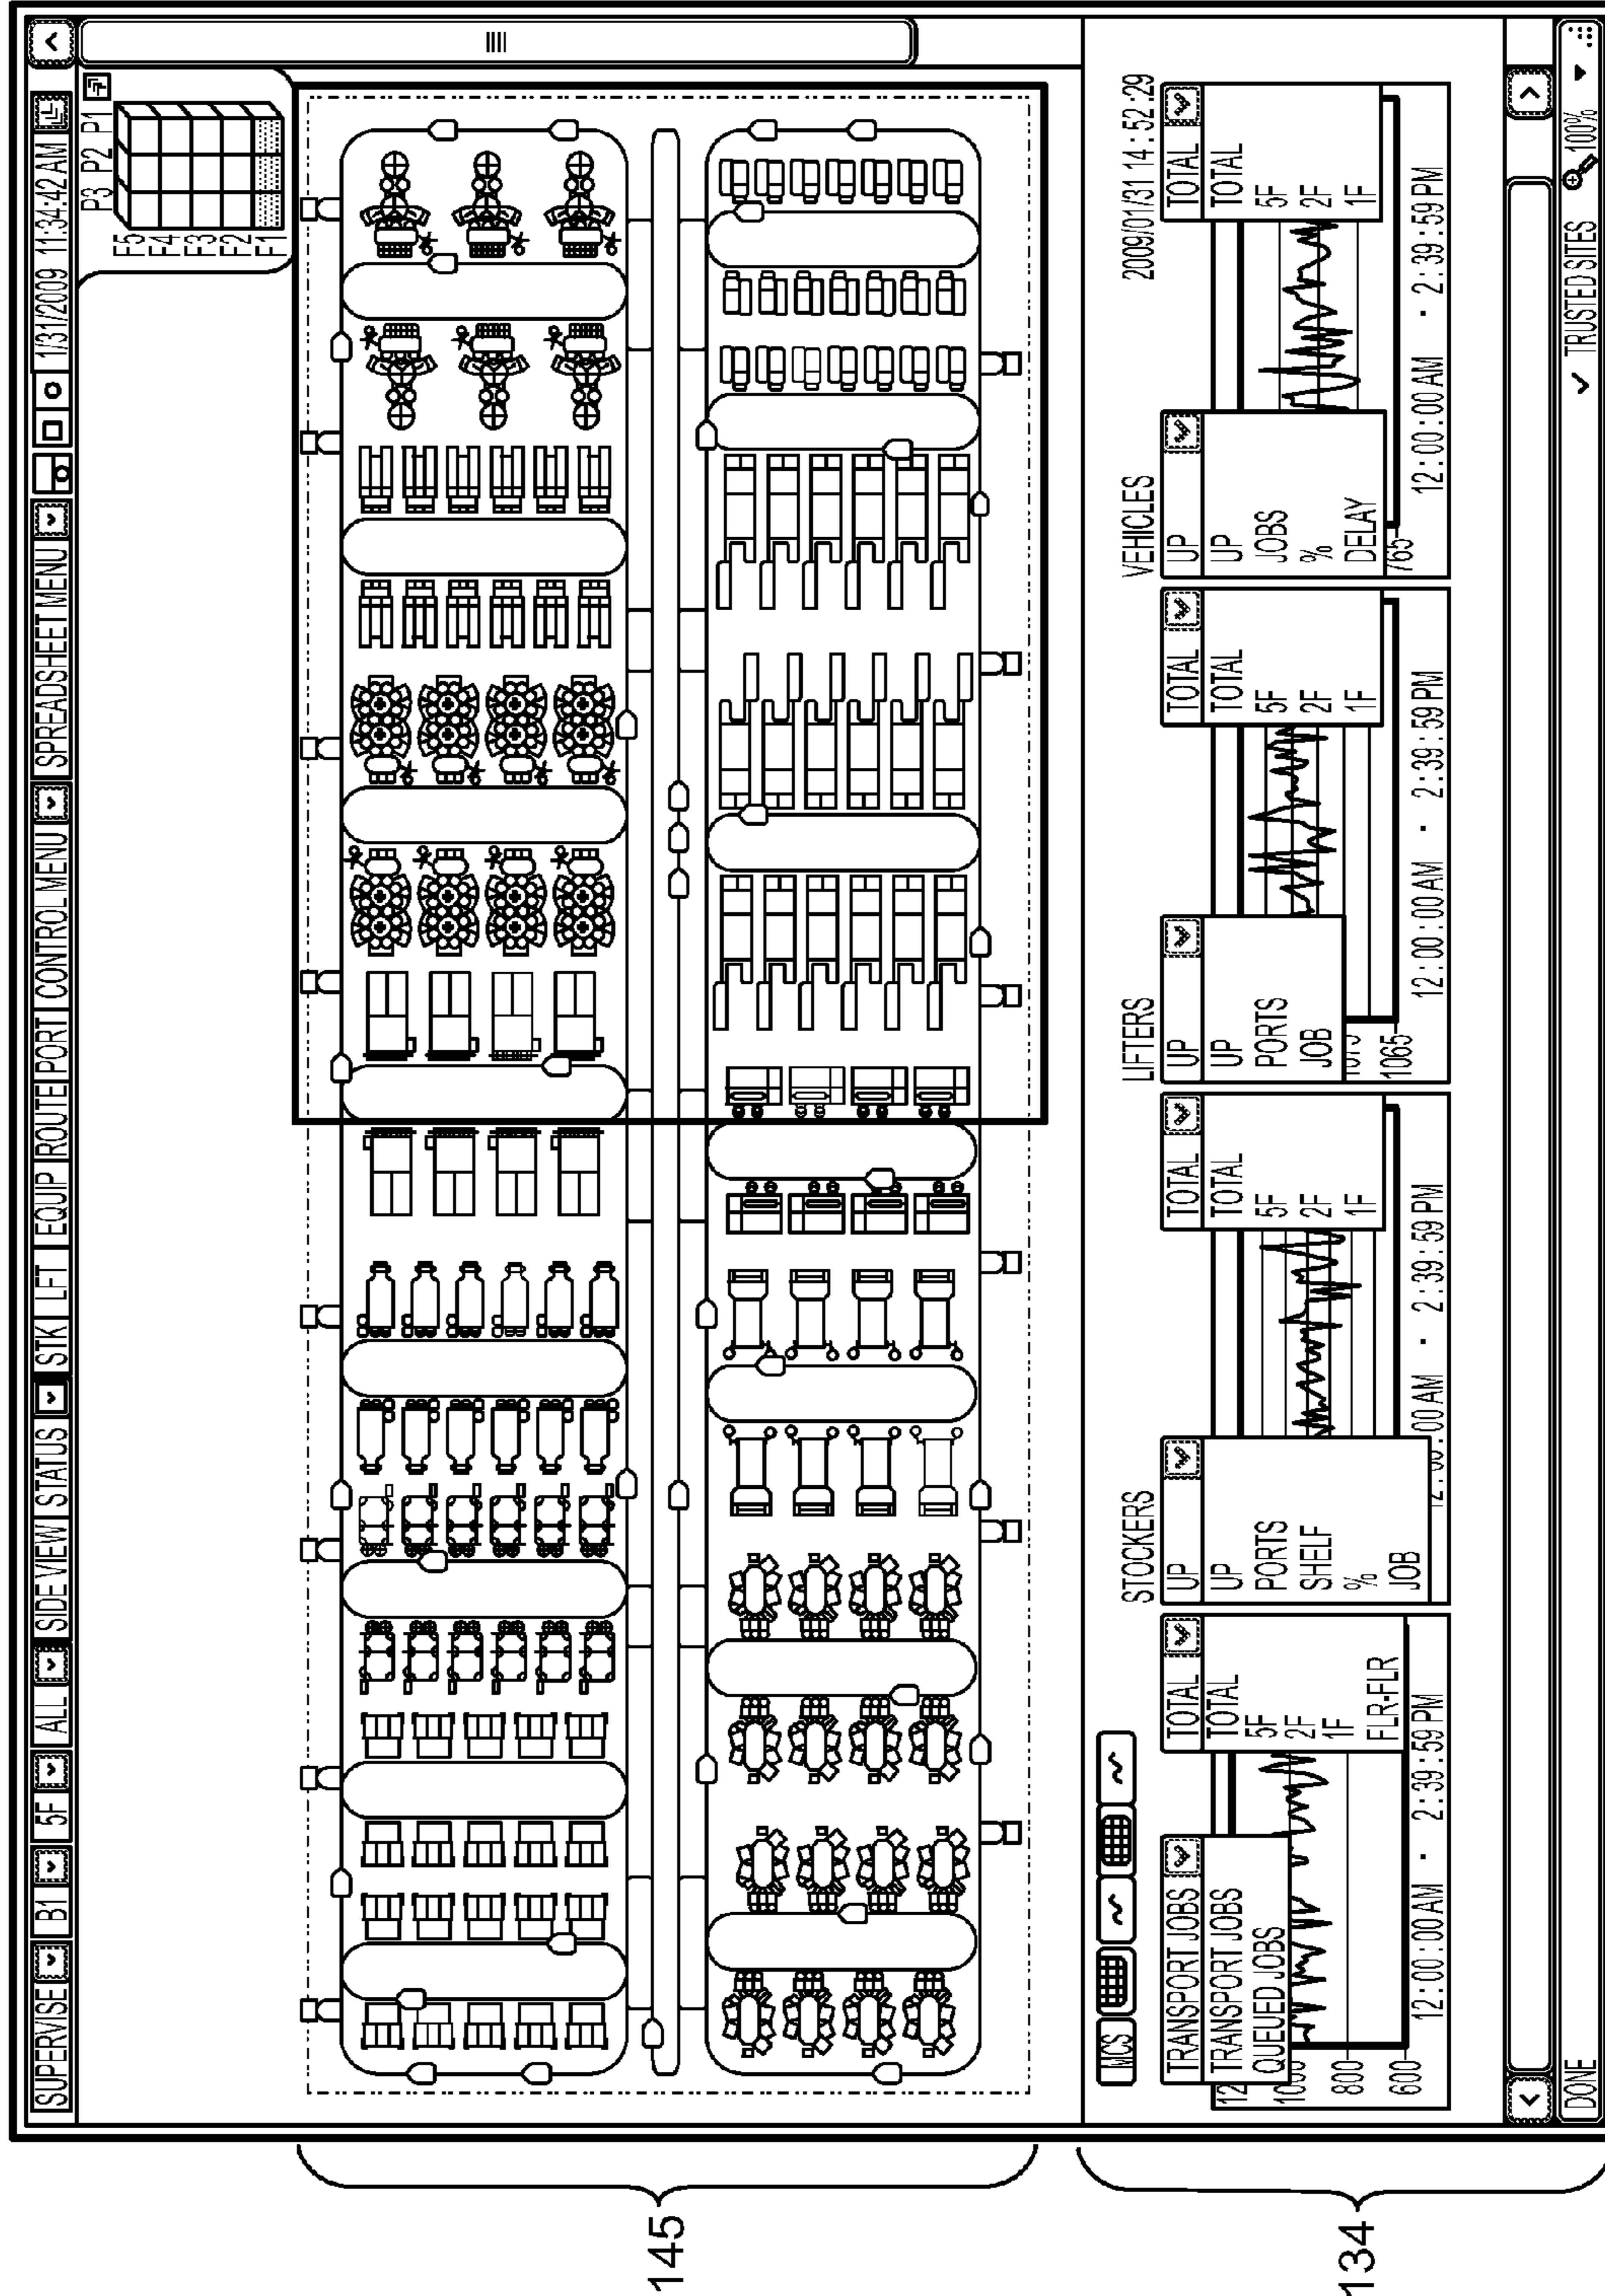 SUPERVISE B1 5F ALL SIDE VIEW STATUS STK LFT EQUIP ROUTE PORT CONTROL MENU SPREADSHEET MENU 1/31/2009 11:34:42 AM
P3 P2 P1
F5
F4
F3
F2
F1
145
MCS
2009/01/31 14:52:29
TRANSPORT JOBS
TRANSPORT JOBS
QUEUED JOBS
TOTAL
TOTAL
5F
2F
1F
FLR-FLR
12
1000
800
600
12:00:00 AM · 2:39:59 PM
STOCKERS
UP
UP
PORTS
SHELF
%
JOB
TOTAL
TOTAL
5F
2F
1F
:00 AM · 2:39:59 PM
LIFTERS
UP
UP
PORTS
JOB
TOTAL
TOTAL
5F
2F
1F
1075
1065
12:00:00 AM · 2:39:59 PM
VEHICLES
UP
UP
JOBS
%
DELAY
TOTAL
TOTAL
5F
2F
1F
765
12:00:00 AM · 2:39:59 PM
134
DONE
TRUSTED SITES
100%